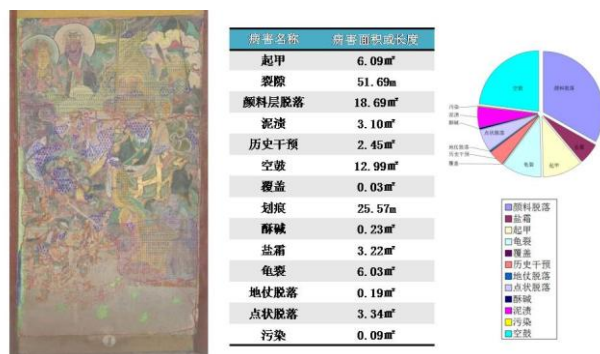 病害名称 病害面积或长度
起甲 6.09㎡
裂隙 51.69m
颜料层脱落 18.69㎡
泥渍 3.10㎡
历史干预 2.45㎡
空鼓 12.99㎡
覆盖 0.03㎡
划痕 25.57m
酥碱 0.23㎡
盐霜 3.22㎡
龟裂 6.03㎡
地仗脱落 0.19㎡
点状脱落 3.34㎡
污染 0.09㎡
空鼓
颜料脱落
污染
泥渍
酥碱
点状脱落
地仗脱落
历史干预
覆盖
龟裂
起甲
盐霜
颜料脱落
盐霜
起甲
龟裂
覆盖
历史干预
地仗脱落
点状脱落
酥碱
泥渍
污染
空鼓